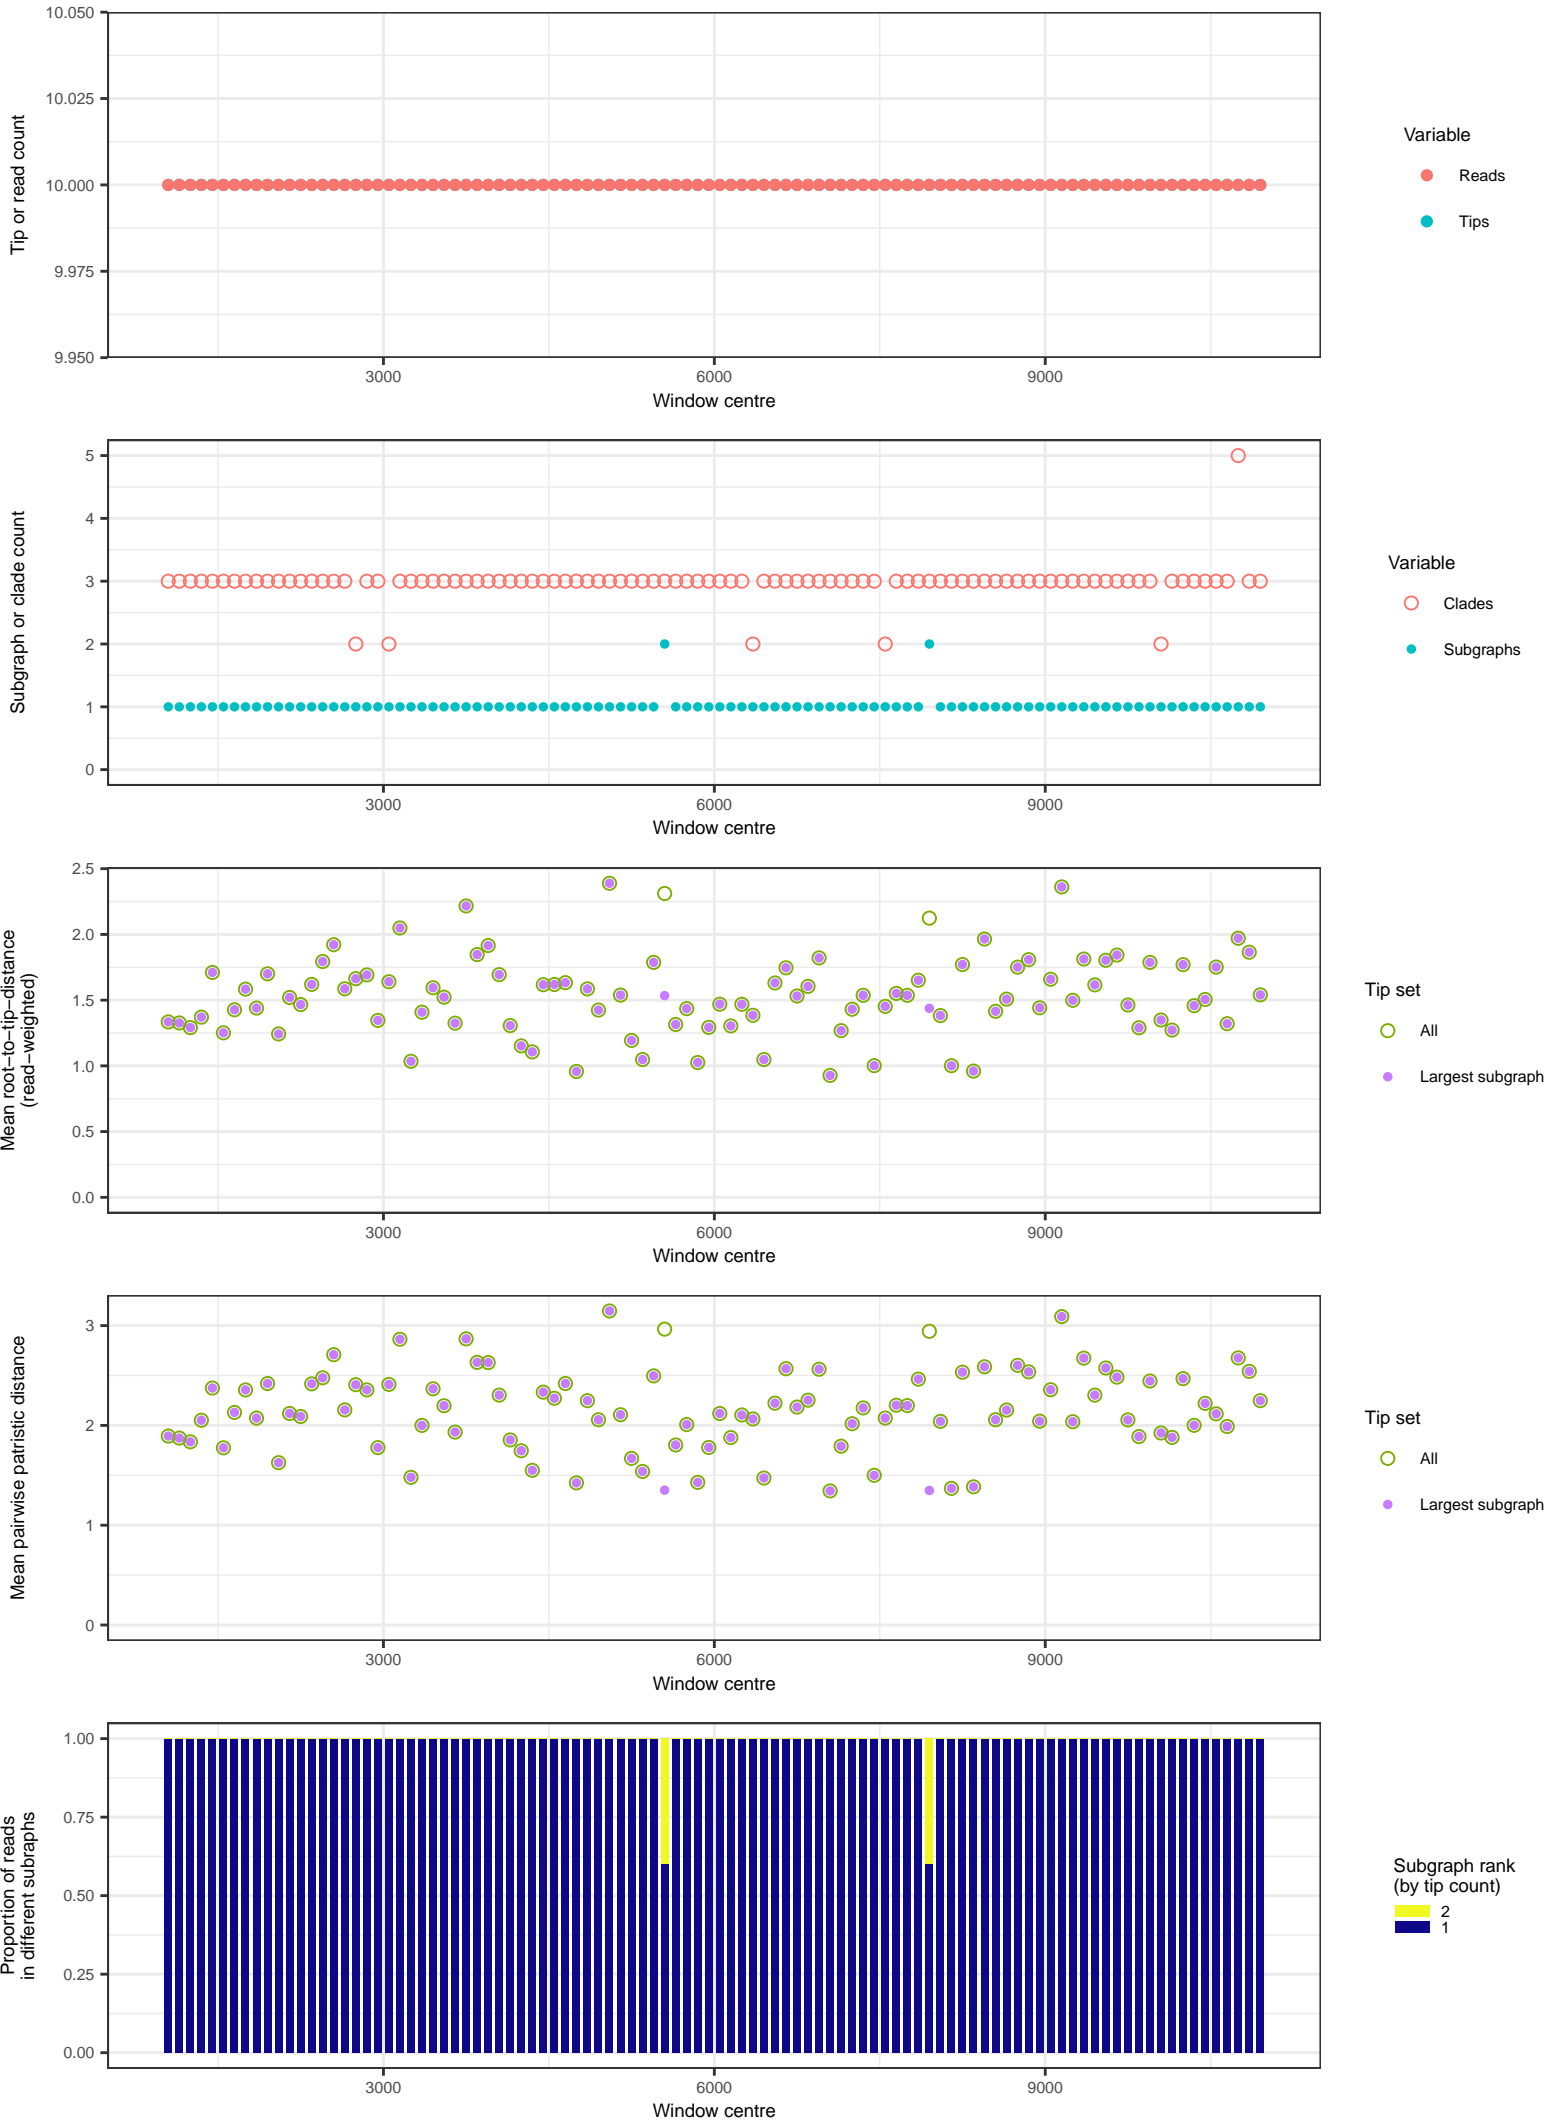 10.050
10.025
10.000
9.975
9.950
Tip or read count
3000 6000 9000
Window centre
Variable
Reads
Tips
5
4
3
2
1
0
Subgraph or clade count
3000 6000 9000
Window centre
Variable
Clades
Subgraphs
2.5
2.0
1.5
1.0
0.5
0.0
Mean root−to−tip−distance
(read−weighted)
3000 6000 9000
Window centre
Tip set
All
Largest subgraph
3
2
1
0
Mean pairwise patristic distance
3000 6000 9000
Window centre
Tip set
All
Largest subgraph
1.00
0.75
0.50
0.25
0.00
Proportion of reads
in different subraphs
3000 6000 9000
Window centre
Subgraph rank
(by tip count)
2
1